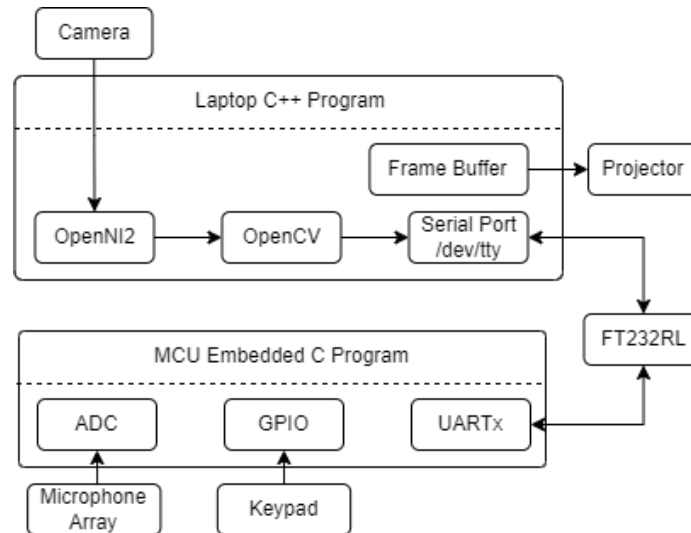 Camera
Laptop C++ Program
Frame Buffer
Projector
OpenNI2
OpenCV
Serial Port
/dev/tty
FT232RL
MCU Embedded C Program
ADC
GPIO
UARTx
Microphone
Array
Keypad